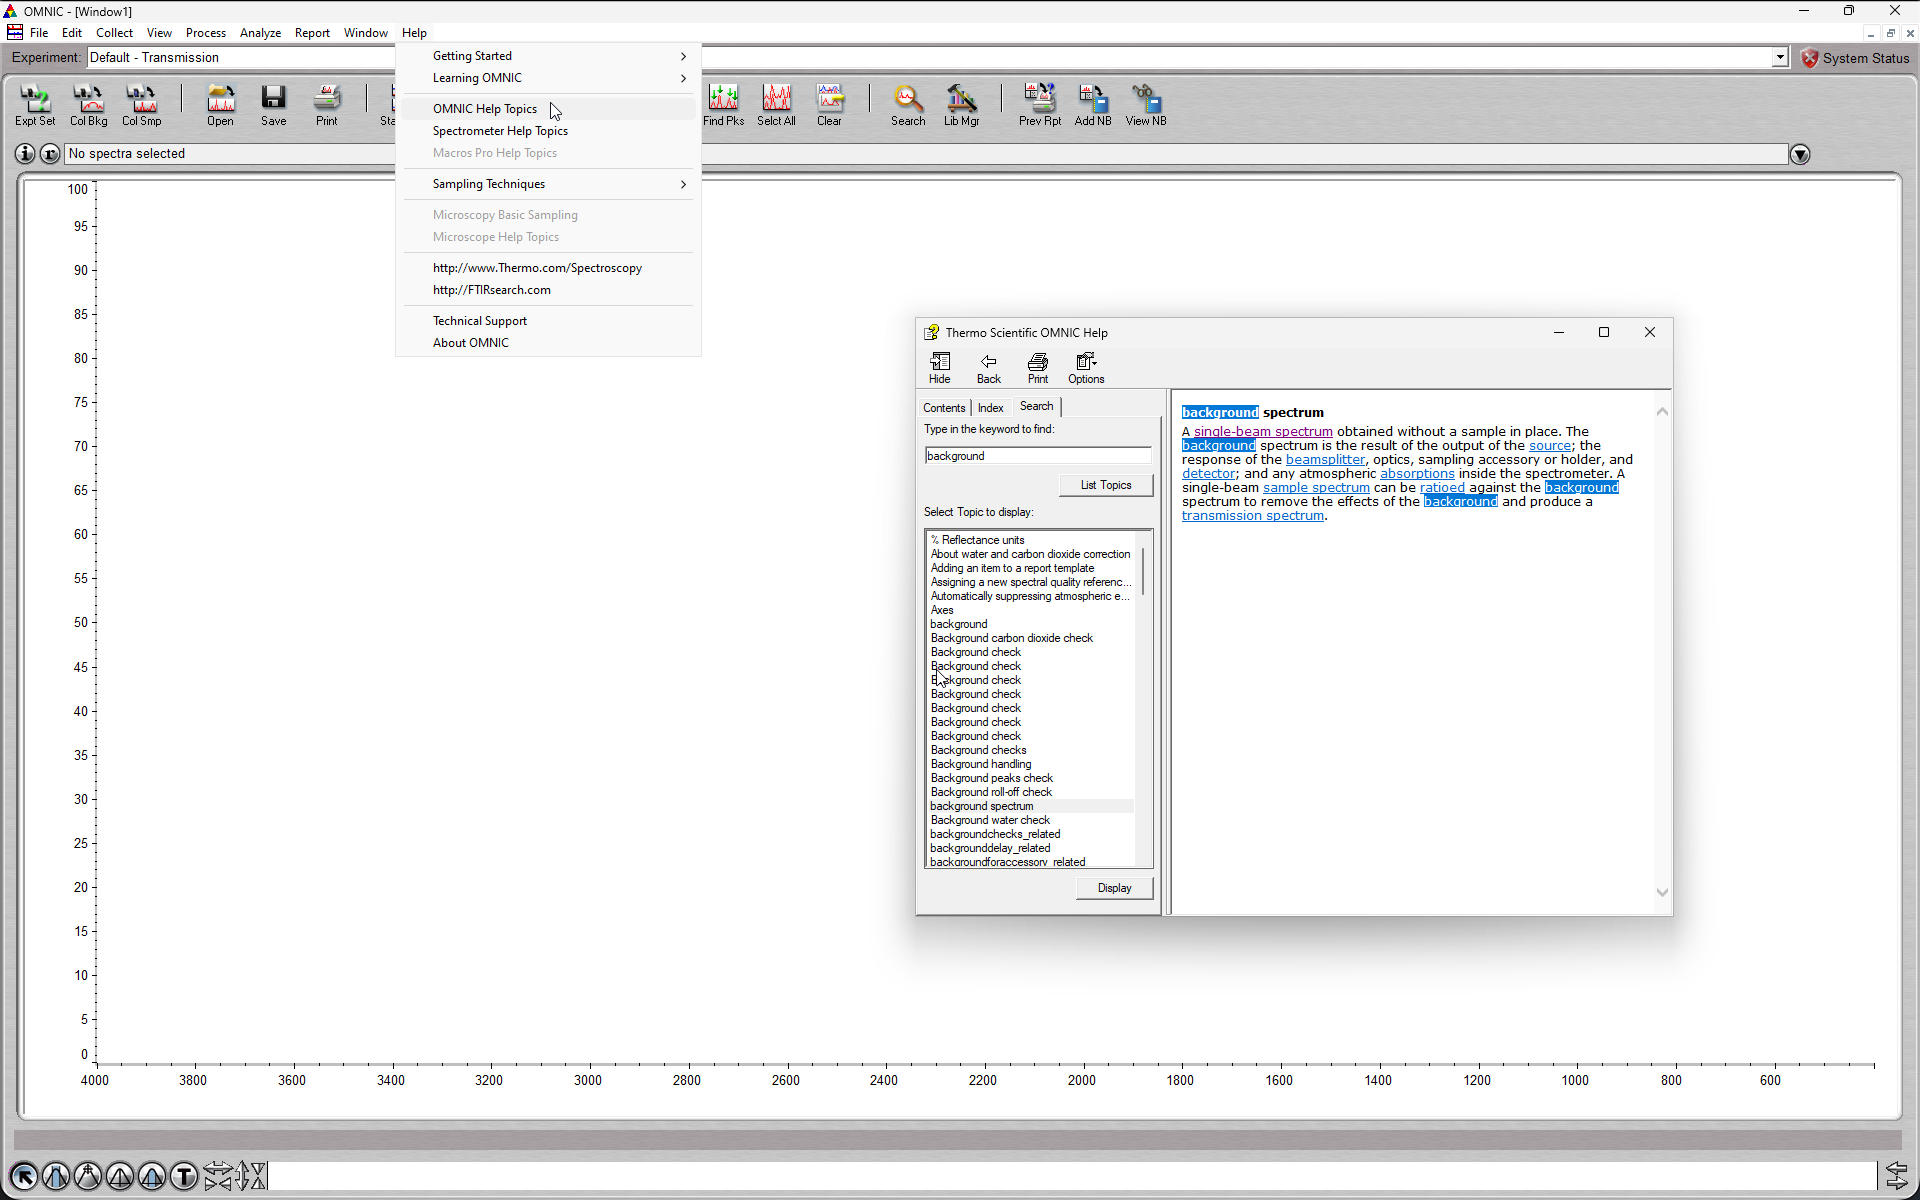 OMNIC - [Window1]
File Edit Collect View Process Analyze Report Window Help
Experiment: Default - Transmission
System Status
Getting Started
Learning OMNIC
OMNIC Help Topics
Spectrometer Help Topics
Macros Pro Help Topics
Sampling Techniques
Microscopy Basic Sampling
Microscope Help Topics
http://www.Thermo.com/Spectroscopy
http://FTIRsearch.com
Technical Support
About OMNIC
Expt Set Col Bkg Col Smp Open Save Print Sta Find Pks Selct All Clear Search Lib Mgr Prev Rpt Add NB View NB
No spectra selected
100
95
90
85
80
75
70
65
60
55
50
45
40
35
30
25
20
15
10
5
0
4000 3800 3600 3400 3200 3000 2800 2600 2400 2200 2000 1800 1600 1400 1200 1000 800 600
Thermo Scientific OMNIC Help
Hide Back Print Options
Contents Index Search
Type in the keyword to find:
background
List Topics
Select Topic to display:
% Reflectance units
About water and carbon dioxide correction
Adding an item to a report template
Assigning a new spectral quality referenc...
Automatically suppressing atmospheric e...
Axes
background
Background carbon dioxide check
Background check
Background check
Background check
Background check
Background check
Background check
Background check
Background checks
Background handling
Background peaks check
Background roll-off check
background spectrum
Background water check
backgroundchecks_related
backgrounddelay_related
backgroundforaccessory_related
Display
background spectrum
A single-beam spectrum obtained without a sample in place. The
background spectrum is the result of the output of the source; the
response of the beamsplitter, optics, sampling accessory or holder, and
detector; and any atmospheric absorptions inside the spectrometer. A
single-beam sample spectrum can be ratioed against the background
spectrum to remove the effects of the background and produce a
transmission spectrum.
T